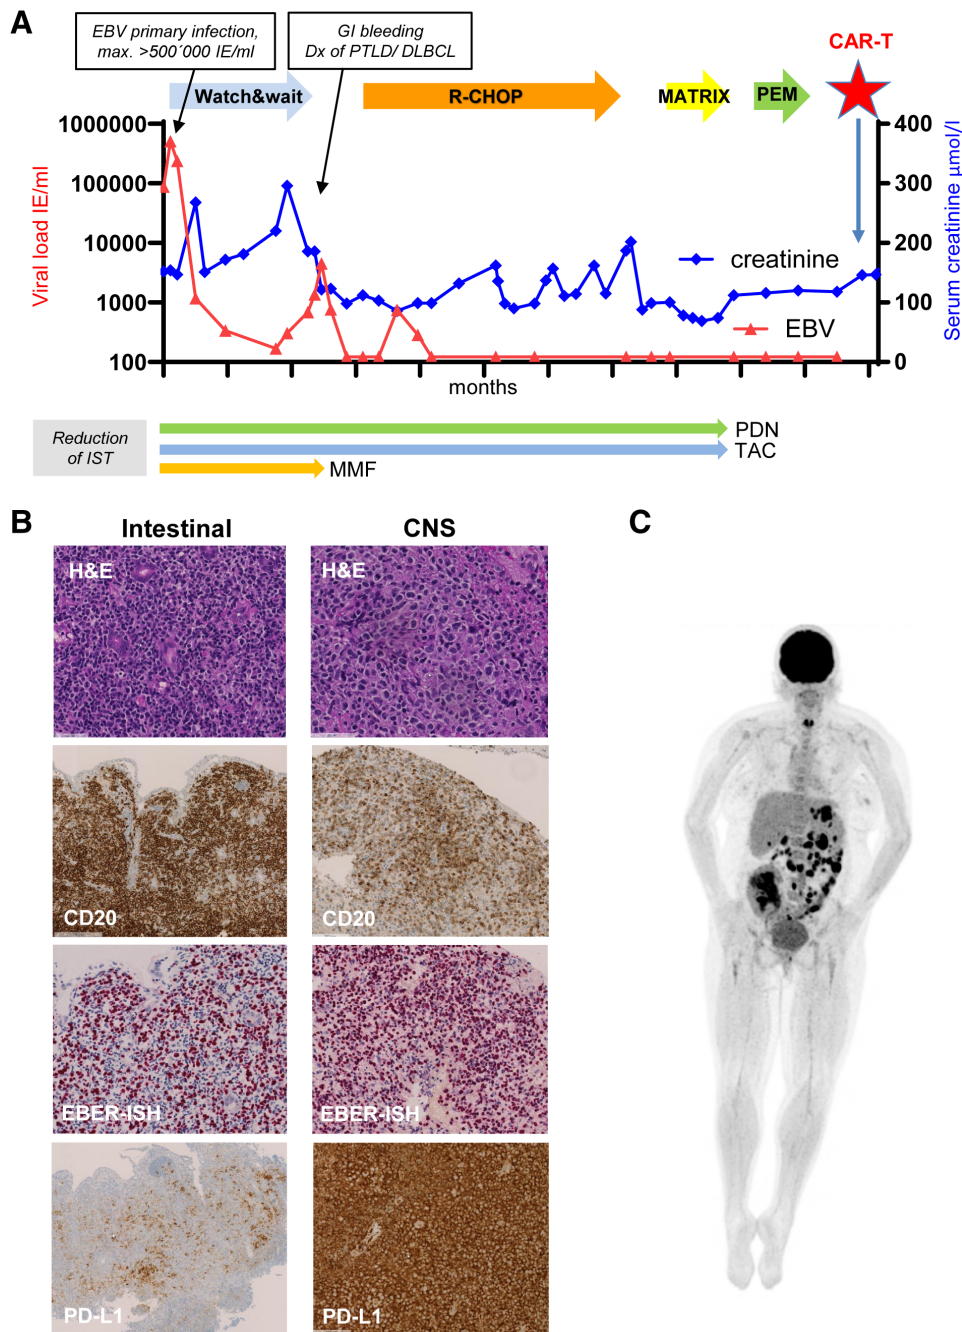 A
EBV primary infection,
max. >500´000 IE/ml
GI bleeding
Dx of PTLD/ DLBCL
CAR-T
Watch&wait
R-CHOP
MATRIX
PEM
1000000
100000
10000
1000
100
Viral load IE/ml
400
300
200
100
0
Serum creatinine µmol/l
creatinine
EBV
months
Reduction
of IST
PDN
TAC
MMF
B
Intestinal
CNS
C
H&E
H&E
CD20
CD20
EBER-ISH
EBER-ISH
PD-L1
PD-L1